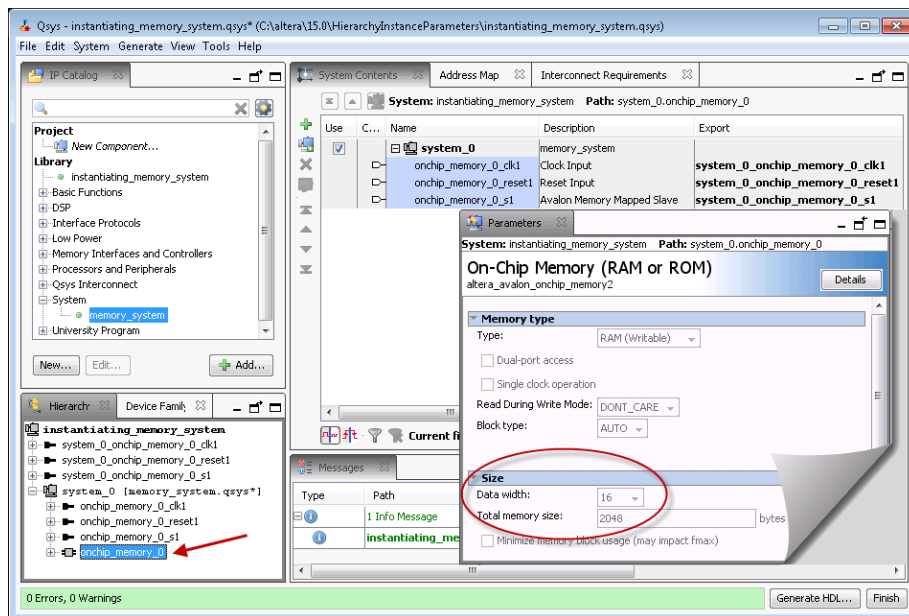 Qsys - instantiating_memory_system.qsys* (C:\altera\15.0\HierarchyInstanceParameters\instantiating_memory_system.qsys)
File Edit System Generate View Tools Help
IP Catalog
Project
New Component...
Library
instantiating_memory_system
Basic Functions
DSP
Interface Protocols
Low Power
Memory Interfaces and Controllers
Processors and Peripherals
Qsys Interconnect
System
memory_system
University Program
New... Edit... Add...
Hierarchy Device Family
instantiating_memory_system
system_0_onchip_memory_0_clk1
system_0_onchip_memory_0_reset1
system_0_onchip_memory_0_s1
system_0 [memory_system.qsys*]
onchip_memory_0_clk1
onchip_memory_0_reset1
onchip_memory_0_s1
onchip_memory_0
System Contents Address Map Interconnect Requirements
System: instantiating_memory_system Path: system_0.onchip_memory_0
Use C... Name Description Export
system_0 memory_system
onchip_memory_0_clk1 Clock Input system_0_onchip_memory_0_clk1
onchip_memory_0_reset1 Reset Input system_0_onchip_memory_0_reset1
onchip_memory_0_s1 Avalon Memory Mapped Slave system_0_onchip_memory_0_s1
Current fi
Messages
Type Path
1 Info Message
instantiating_me
Parameters
System: instantiating_memory_system Path: system_0.onchip_memory_0
On-Chip Memory (RAM or ROM)
altera_avalon_onchip_memory2
Details
Memory type
Type: RAM (Writable)
Dual-port access
Single clock operation
Read During Write Mode: DONT_CARE
Block type: AUTO
Size
Data width: 16
Total memory size: 2048 bytes
Minimize memory block usage (may impact fmax)
0 Errors, 0 Warnings
Generate HDL... Finish